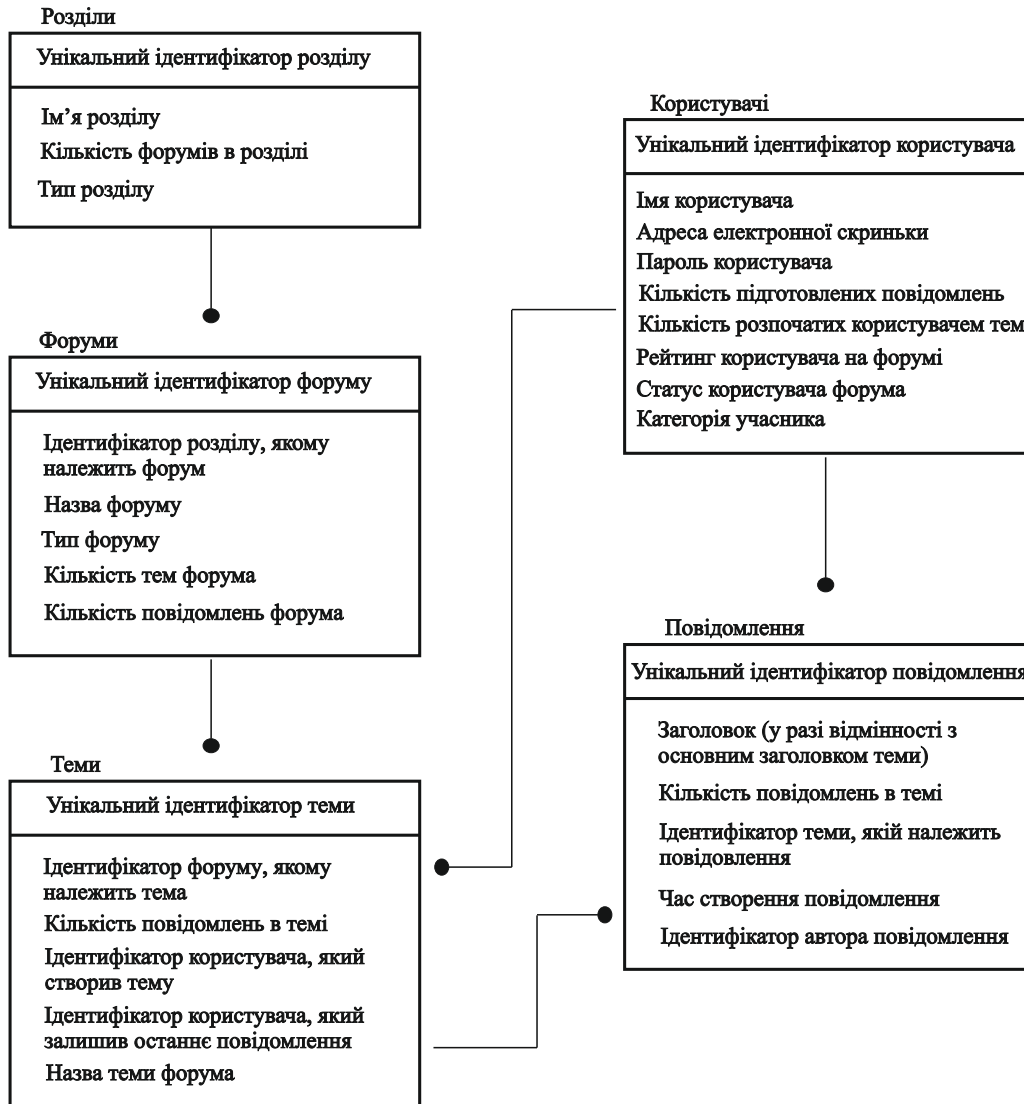 Розділи
Унікальний ідентифікатор розділу
Ім’я розділу
Кількість форумів в розділі
Тип розділу
Форуми
Унікальний ідентифікатор форуму
Ідентифікатор розділу, якому
належить форум
Назва форуму
Тип форуму
Кількість тем форума
Кількість повідомлень форума
Теми
Унікальний ідентифікатор теми
Ідентифікатор форуму, якому
належить тема
Кількість повідомлень в темі
Ідентифікатор користувача, який
створив тему
Ідентифікатор користувача, який
залишив останнє повідомлення
Назва теми форума
Користувачі
Унікальний ідентифікатор користувача
Імя користувача
Адреса електронної скриньки
Пароль користувача
Кількість підготовлених повідомлень
Кількість розпочатих користувачем тем
Рейтинг користувача на форумі
Статус користувача форума
Категорія учасника
Повідомлення
Унікальний ідентифікатор повідомлення
Заголовок (у разі відмінності з
основним заголовком теми)
Кількість повідомлень в темі
Ідентифікатор теми, якій належить
повідовлення
Час створення повідомлення
Ідентифікатор автора повідомлення